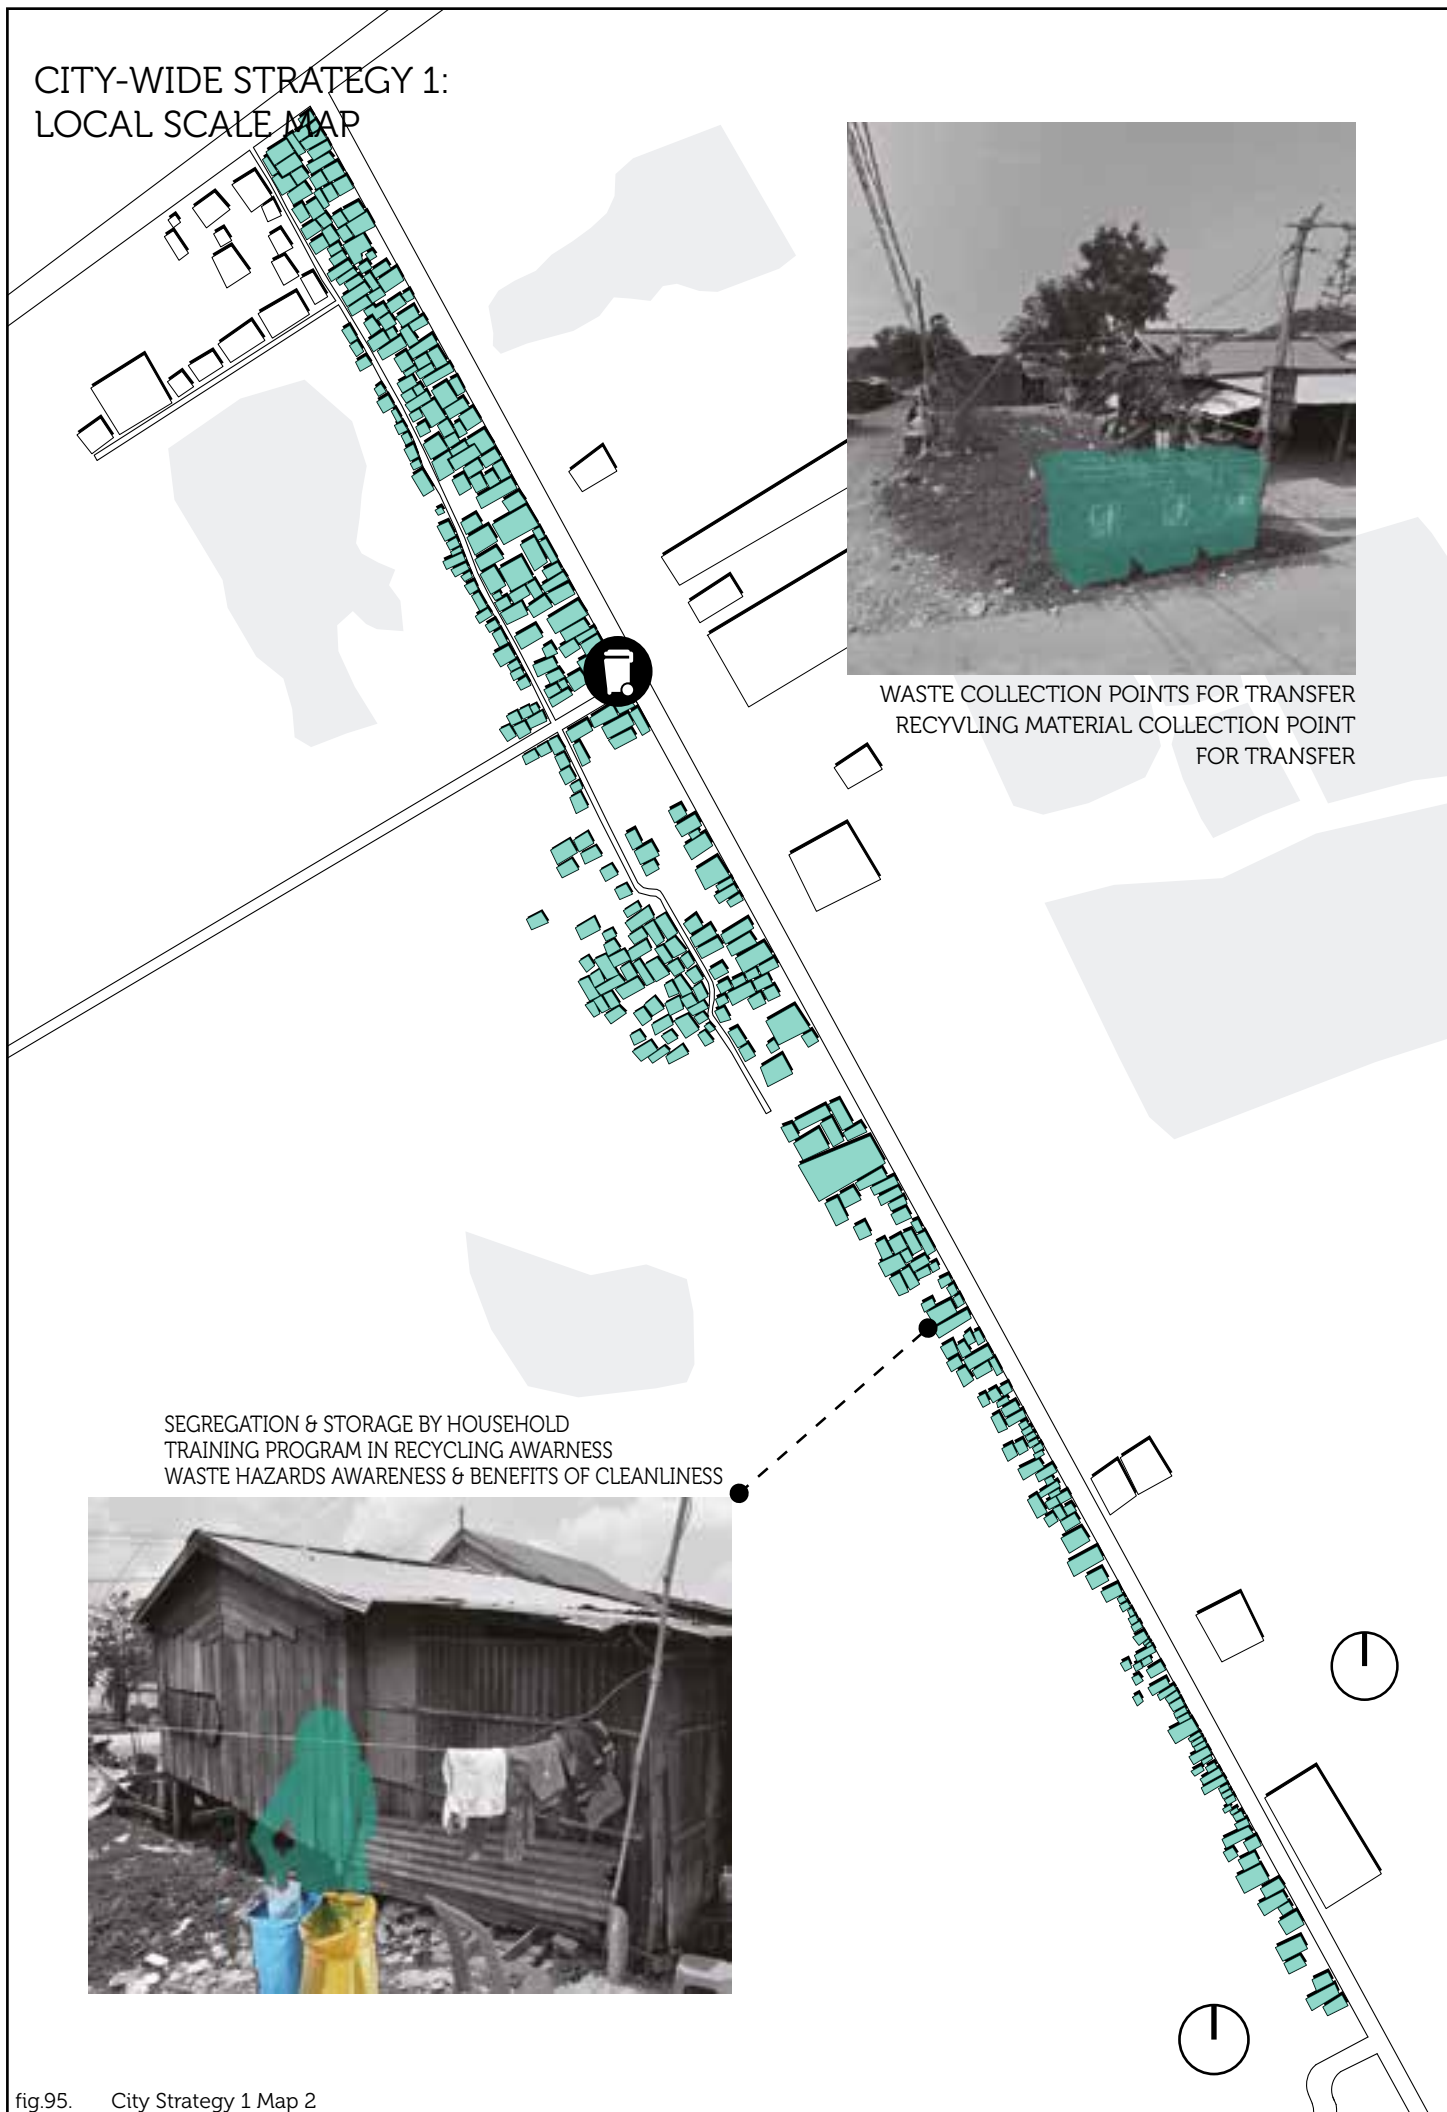 CITY-WIDE STRATEGY 1:
LOCAL SCALE MAP
WASTE COLLECTION POINTS FOR TRANSFER
RECYVLING MATERIAL COLLECTION POINT
FOR TRANSFER
SEGREGATION & STORAGE BY HOUSEHOLD
TRAINING PROGRAM IN RECYCLING AWARNESS
WASTE HAZARDS AWARENESS & BENEFITS OF CLEANLINESS
fig.95. City Strategy 1 Map 2